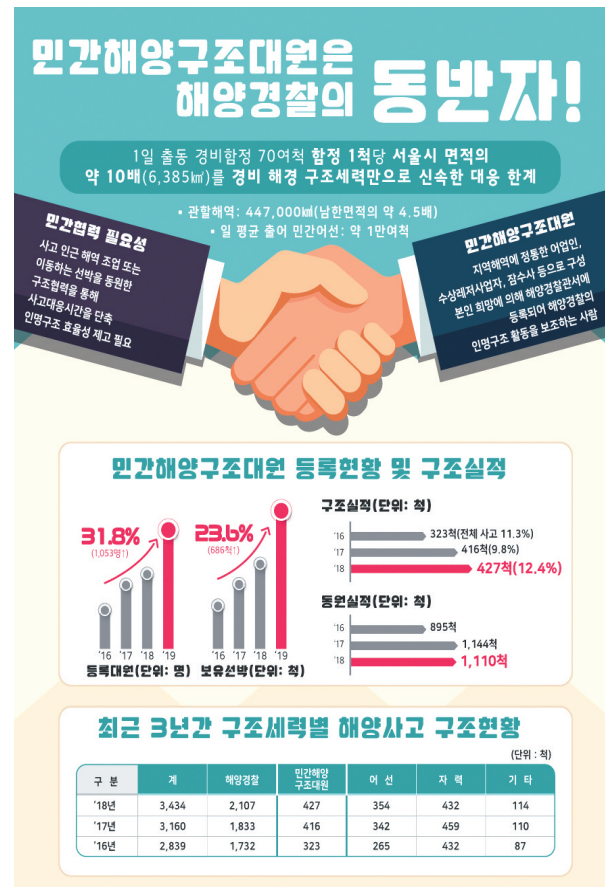 민간해양구조대원은
해양경찰의 동반자!
1일 출동 경비함정 70여척 함정 1척당 서울시 면적의
약 10배(6,385㎢)를 경비 해경 구조세력만으로 신속한 대응 한계
• 관할해역: 447,000㎢(남한면적의 약 4.5배)
• 일 평균 출어 민간어선: 약 1만여척
민간협력 필요성
사고 인근 해역 조업 또는
이동하는 선박을 동원한
구조협력을 통해
사고대응시간을 단축
인명구조 효율성 제고 필요
민간해양구조대원
지역해역에 정통한 어업인,
수상레저사업자, 잠수사 등으로 구성
본인 희망에 의해 해양경찰관서에
등록되어 해양경찰의
인명구조 활동을 보조하는 사람
민간해양구조대원 등록현황 및 구조실적
31.8%
(1,053명↑)
'16 '17 '18 '19
등록대원(단위: 명)
23.6%
(686척↑)
'16 '17 '18 '19
보유선박(단위: 척)
구조실적(단위: 척)
'16 323척(전체 사고 11.3%)
'17 416척(9.8%)
'18 427척(12.4%)
동원실적(단위: 척)
'16 895척
'17 1,144척
'18 1,110척
최근 3년간 구조세력별 해양사고 구조현황
(단위 : 척)
구 분 계 해양경찰 민간해양 구조대원 어 선 자 력 기 타
'18년 3,434 2,107 427 354 432 114
'17년 3,160 1,833 416 342 459 110
'16년 2,839 1,732 323 265 432 87